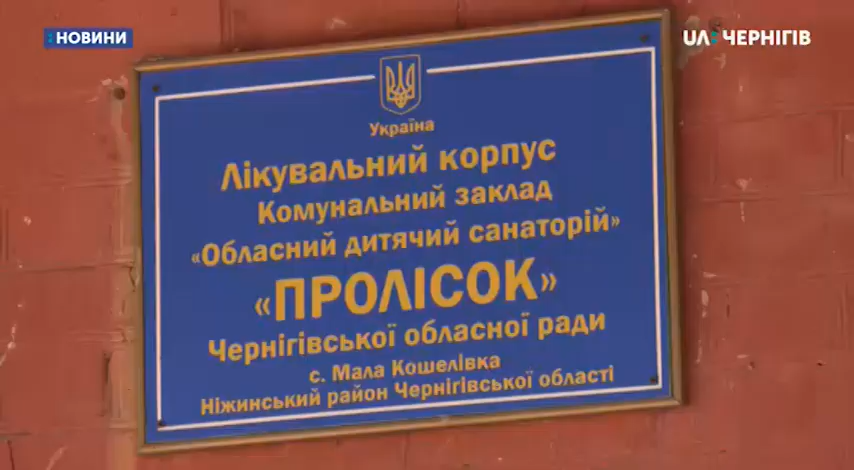 :НОВИНИ
UA: ЧЕРНІГІВ
Україна
Лікувальний корпус
Комунальний заклад
«Обласний дитячий санаторій»
«ПРОЛІСОК»
Чернігівської обласної ради
с. Мала Кошелівка
Ніжинський район Чернігівської області